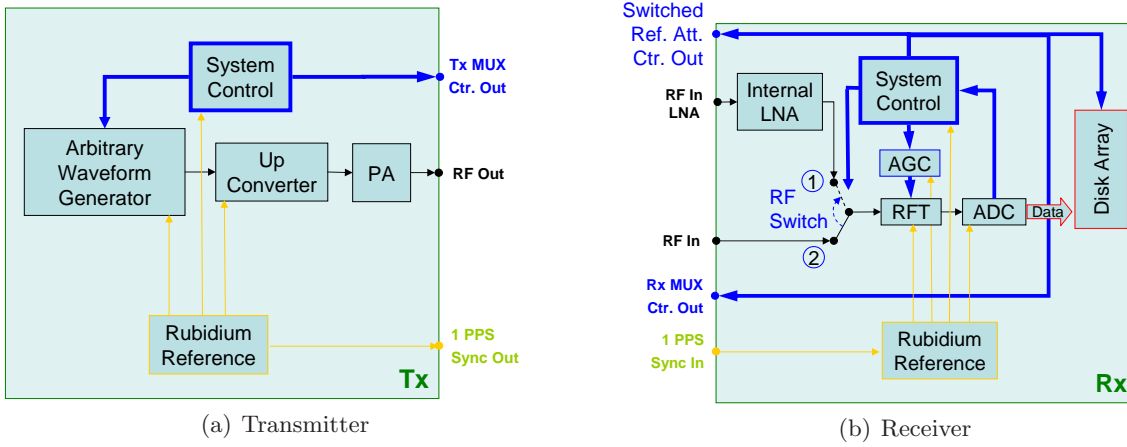 System
Control
Tx MUX
Ctr. Out
Arbitrary
Waveform
Generator
Up
Converter
PA
RF Out
Rubidium
Reference
1 PPS
Sync Out
Tx
(a) Transmitter
Switched
Ref. Att.
Ctr. Out
RF In
LNA
Internal
LNA
System
Control
AGC
1
RF
Switch
RFT
ADC
Data
Disk Array
RF In
2
Rx MUX
Ctr. Out
1 PPS
Sync In
Rubidium
Reference
Rx
(b) Receiver